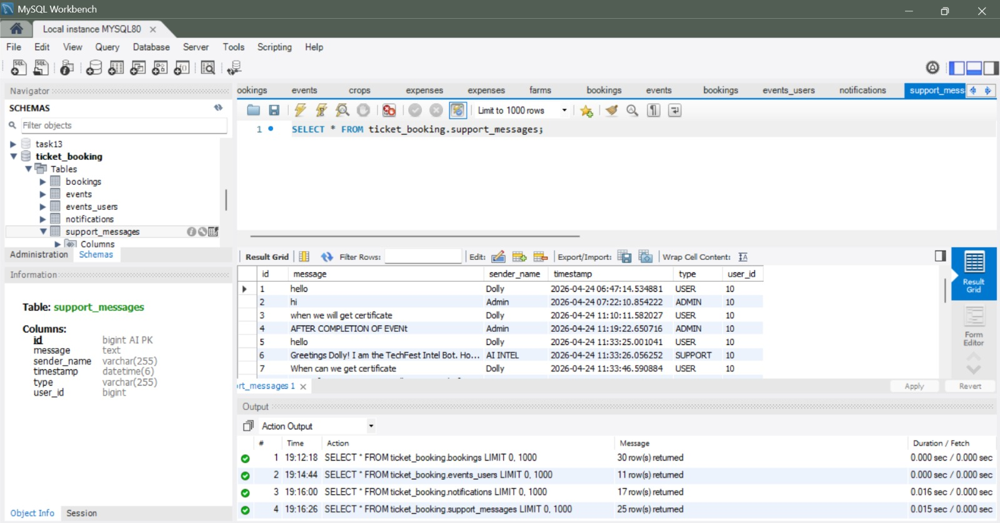 MySQL Workbench
Local instance MYSQL80
File Edit View Query Database Server Tools Scripting Help
Navigator
SCHEMAS
Filter objects
task13
ticket_booking
Tables
bookings
events
events_users
notifications
support_messages
Columns
Administration Schemas
Information
Table: support_messages
Columns:
id bigint AI PK
message text
sender_name varchar(255)
timestamp datetime(6)
type varchar(255)
user_id bigint
Object Info Session
ookings events crops expenses expenses farms bookings events bookings events_users notifications support_mess
Limit to 1000 rows
1 SELECT * FROM ticket_booking.support_messages;
Result Grid Filter Rows: Edit: Export/Import: Wrap Cell Content:
id message sender_name timestamp type user_id
1 hello Dolly 2026-04-24 06:47:14.534881 USER 10
2 hi Admin 2026-04-24 07:22:10.854222 ADMIN 10
3 when we will get certificate Dolly 2026-04-24 11:10:11.582027 USER 10
4 AFTER COMPLETION OF EVENt Admin 2026-04-24 11:19:22.650716 ADMIN 10
5 hello Dolly 2026-04-24 11:33:25.001041 USER 10
6 Greetings Dolly! I am the TechFest Intel Bot. Ho... AI INTEL 2026-04-24 11:33:26.056252 SUPPORT 10
7 When can we get certificate Dolly 2026-04-24 11:33:46.590884 USER 10
Result Grid
Form Editor
rt_messages 1
Apply Revert
Output
Action Output
# Time Action Message Duration / Fetch
1 19:12:18 SELECT * FROM ticket_booking.bookings LIMIT 0, 1000 30 row(s) returned 0.000 sec / 0.000 sec
2 19:14:44 SELECT * FROM ticket_booking.events_users LIMIT 0, 1000 11 row(s) returned 0.000 sec / 0.000 sec
3 19:16:00 SELECT * FROM ticket_booking.notifications LIMIT 0, 1000 17 row(s) returned 0.016 sec / 0.000 sec
4 19:16:26 SELECT * FROM ticket_booking.support_messages LIMIT 0, 1000 25 row(s) returned 0.015 sec / 0.000 sec